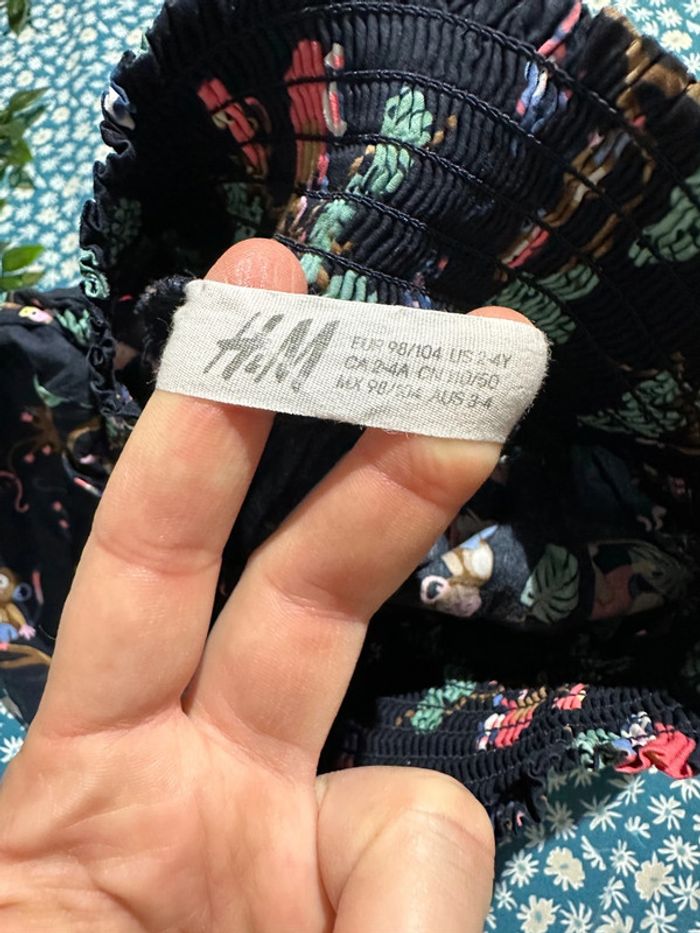 H&M
EUR 98/104 US 2-4Y
CA 2-4A CN 110/50
MX 98/104 AUS 3-4